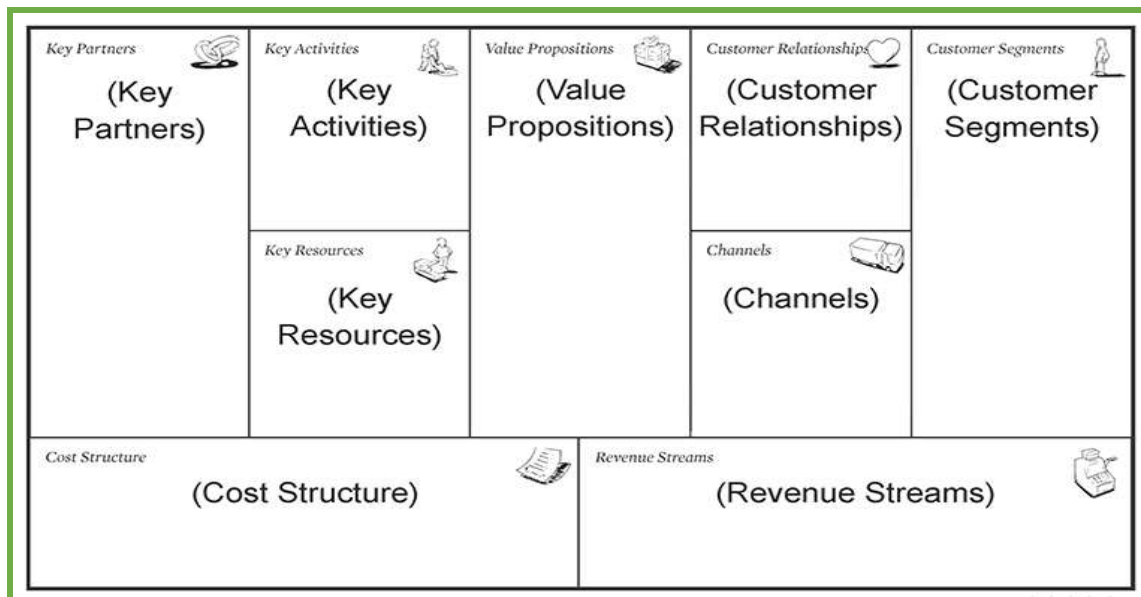 Key Partners
(Key
Partners)
Key Activities
(Key
Activities)
Key Resources
(Key
Resources)
Value Propositions
(Value
Propositions)
Customer Relationships
(Customer
Relationships)
Channels
(Channels)
Customer Segments
(Customer
Segments)
Cost Structure
(Cost Structure)
Revenue Streams
(Revenue Streams)